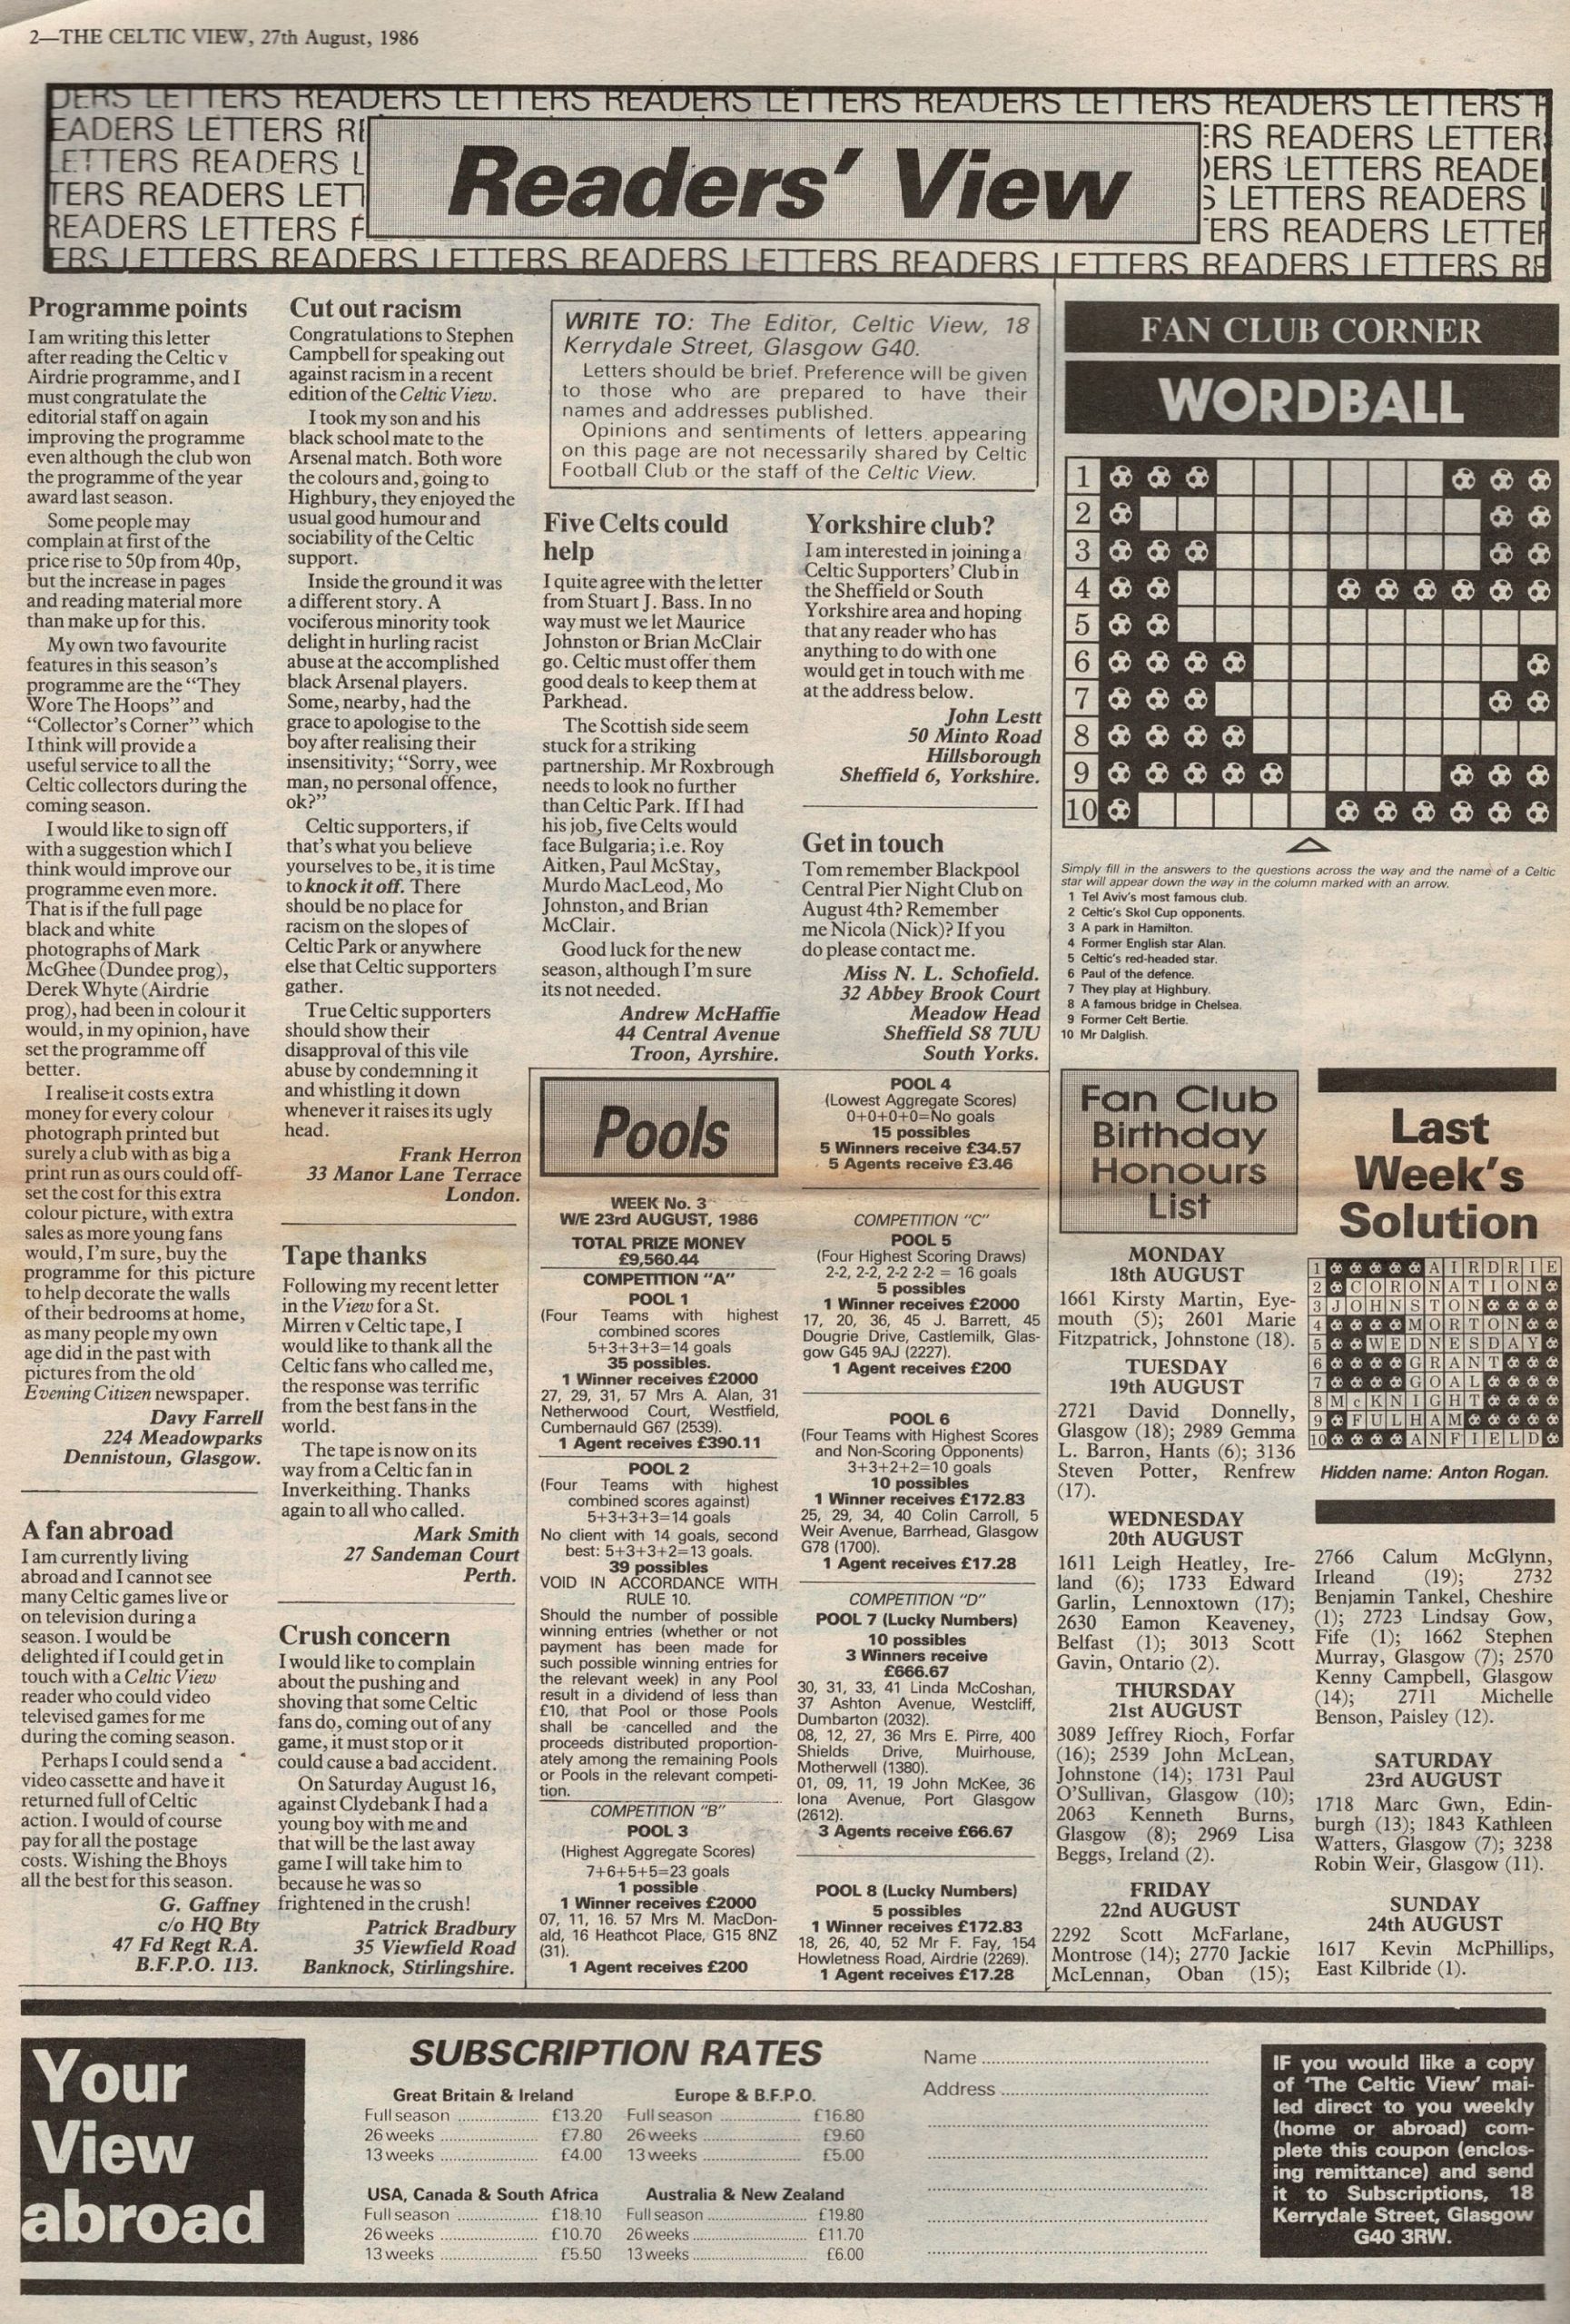 2—THE CELTIC VIEW, 27th August, 1986
DERS LETTERS READERS LETTERS READERS LETTERS READERS LETTERS READERS LETTERS R
EADERS LETTERS RE
ERS READERS LETTER
LETTERS READERS L
DERS LETTERS READE
TERS READERS LETT
S LETTERS READERS L
READERS LETTERS F
TERS READERS LETTE
ERS LETTERS READERS LETTERS READERS LETTERS READERS LETTERS READERS LETTERS RE
Readers' View
Programme points
I am writing this letter
after reading the Celtic v
Airdrie programme, and I
must congratulate the
editorial staff on again
improving the programme
even although the club won
the programme of the year
award last season.
Some people may
complain at first of the
price rise to 50p from 40p,
but the increase in pages
and reading material more
than make up for this.
My own two favourite
features in this season's
programme are the "They
Wore The Hoops" and
"Collector's Corner" which
I think will provide a
useful service to all the
Celtic collectors during the
coming season.
I would like to sign off
with a suggestion which I
think would improve our
programme even more.
That is if the full page
black and white
photographs of Mark
McGhee (Dundee prog),
Derek Whyte (Airdrie
prog), had been in colour it
would, in my opinion, have
set the programme off
better.
I realise it costs extra
money for every colour
photograph printed but
surely a club with as big a
print run as ours could off-
set the cost for this extra
colour picture, with extra
sales as more young fans
would, I'm sure, buy the
programme for this picture
to help decorate the walls
of their bedrooms at home,
as many people my own
age did in the past with
pictures from the old
Evening Citizen newspaper.
Davy Farrell
224 Meadowparks
Dennistoun, Glasgow.
A fan abroad
I am currently living
abroad and I cannot see
many Celtic games live or
on television during a
season. I would be
delighted if I could get in
touch with a Celtic View
reader who could video
televised games for me
during the coming season.
Perhaps I could send a
video cassette and have it
returned full of Celtic
action. I would of course
pay for all the postage
costs. Wishing the Bhoys
all the best for this season.
G. Gaffney
c/o HQ Bty
47 Fd Regt R.A.
B.F.P.O. 113.
Cut out racism
Congratulations to Stephen
Campbell for speaking out
against racism in a recent
edition of the Celtic View.
I took my son and his
black school mate to the
Arsenal match. Both wore
the colours and, going to
Highbury, they enjoyed the
usual good humour and
sociability of the Celtic
support.
Inside the ground it was
a different story. A
vociferous minority took
delight in hurling racist
abuse at the accomplished
black Arsenal players.
Some, nearby, had the
grace to apologise to the
boy after realising their
insensitivity; "Sorry, wee
man, no personal offence,
ok?"
Celtic supporters, if
that's what you believe
yourselves to be, it is time
to knock it off. There
should be no place for
racism on the slopes of
Celtic Park or anywhere
else that Celtic supporters
gather.
True Celtic supporters
should show their
disapproval of this vile
abuse by condemning it
and whistling it down
whenever it raises its ugly
head.
Frank Herron
33 Manor Lane Terrace
London.
Tape thanks
Following my recent letter
in the View for a St.
Mirren v Celtic tape, I
would like to thank all the
Celtic fans who called me,
the response was terrific
from the best fans in the
world.
The tape is now on its
way from a Celtic fan in
Inverkeithing. Thanks
again to all who called.
Mark Smith
27 Sandeman Court
Perth.
Crush concern
I would like to complain
about the pushing and
shoving that some Celtic
fans do, coming out of any
game, it must stop or it
could cause a bad accident.
On Saturday August 16,
against Clydebank I had a
young boy with me and
that will be the last away
game I will take him to
because he was so
frightened in the crush!
Patrick Bradbury
35 Viewfield Road
Banknock, Stirlingshire.
WRITE TO: The Editor, Celtic View, 18
Kerrydale Street, Glasgow G40.
Letters should be brief. Preference will be given
to those who are prepared to have their
names and addresses published.
Opinions and sentiments of letters appearing
on this page are not necessarily shared by Celtic
Football Club or the staff of the Celtic View.
Five Celts could
help
I quite agree with the letter
from Stuart J. Bass. In no
way must we let Maurice
Johnston or Brian McClair
go. Celtic must offer them
good deals to keep them at
Parkhead.
The Scottish side seem
stuck for a striking
partnership. Mr Roxbrough
needs to look no further
than Celtic Park. If I had
his job, five Celts would
face Bulgaria; i.e. Roy
Aitken, Paul McStay,
Murdo MacLeod, Mo
Johnston, and Brian
McClair.
Good luck for the new
season, although I'm sure
its not needed.
Andrew McHaffie
44 Central Avenue
Troon, Ayrshire.
Yorkshire club?
I am interested in joining a
Celtic Supporters' Club in
the Sheffield or South
Yorkshire area and hoping
that any reader who has
anything to do with one
would get in touch with me
at the address below.
John Lestt
50 Minto Road
Hillsborough
Sheffield 6, Yorkshire.
Get in touch
Tom remember Blackpool
Central Pier Night Club on
August 4th? Remember
me Nicola (Nick)? If you
do please contact me.
Miss N. L. Schofield.
32 Abbey Brook Court
Meadow Head
Sheffield S8 7UU
South Yorks.
Pools
WEEK No. 3
W/E 23rd AUGUST, 1986
TOTAL PRIZE MONEY
£9,560.44
COMPETITION "A"
POOL 1
(Four Teams with highest
combined scores
5+3+3+3=14 goals
35 possibles.
1 Winner receives £2000
27, 29, 31, 57 Mrs A. Alan, 31
Netherwood Court, Westfield,
Cumbernauld G67 (2539).
1 Agent receives £390.11
POOL 2
(Four Teams with highest
combined scores against)
5+3+3+3=14 goals
No client with 14 goals, second
best: 5+3+3+2=13 goals.
39 possibles
VOID IN ACCORDANCE WITH
RULE 10.
Should the number of possible
winning entries (whether or not
payment has been made for
such possible winning entries for
the relevant week) in any Pool
result in a dividend of less than
£10, that Pool or those Pools
shall be cancelled and the
proceeds distributed proportion-
ately among the remaining Pools
or Pools in the relevant competi-
tion.
COMPETITION "B"
POOL 3
(Highest Aggregate Scores)
7+6+5+5=23 goals
1 possible
1 Winner receives £2000
07, 11, 16. 57 Mrs M. MacDon-
ald, 16 Heathcot Place, G15 8NZ
(31).
1 Agent receives £200
POOL 4
(Lowest Aggregate Scores)
0+0+0+0=No goals
15 possibles
5 Winners receive £34.57
5 Agents receive £3.46
COMPETITION "C"
POOL 5
(Four Highest Scoring Draws)
2-2, 2-2, 2-2 2-2 = 16 goals
5 possibles
1 Winner receives £2000
17, 20, 36, 45 J. Barrett, 45
Dougrie Drive, Castlemilk, Glas-
gow G45 9AJ (2227).
1 Agent receives £200
POOL 6
(Four Teams with Highest Scores
and Non-Scoring Opponents)
3+3+2+2=10 goals
10 possibles
1 Winner receives £172.83
25, 29, 34, 40 Colin Carroll, 5
Weir Avenue, Barrhead, Glasgow
G78 (1700).
1 Agent receives £17.28
COMPETITION "D"
POOL 7 (Lucky Numbers)
10 possibles
3 Winners receive
£666.67
30, 31, 33, 41 Linda McCoshan,
37 Ashton Avenue, Westcliff,
Dumbarton (2032).
08, 12, 27, 36 Mrs E. Pirre, 400
Shields Drive, Muirhouse,
Motherwell (1380).
01, 09, 11, 19 John McKee, 36
Iona Avenue, Port Glasgow
(2612).
3 Agents receive £66.67
POOL 8 (Lucky Numbers)
5 possibles
1 Winner receives £172.83
18, 26, 40, 52 Mr F. Fay, 154
Howletness Road, Airdrie (2269).
1 Agent receives £17.28
FAN CLUB CORNER
WORDBALL
1
2
3
4
5
6
7
8
9
10
Simply fill in the answers to the questions across the way and the name of a Celtic
star will appear down the way in the column marked with an arrow.
1 Tel Aviv's most famous club.
2 Celtic's Skol Cup opponents.
3 A park in Hamilton.
4 Former English star Alan.
5 Celtic's red-headed star.
6 Paul of the defence.
7 They play at Highbury.
8 A famous bridge in Chelsea.
9 Former Celt Bertie.
10 Mr Dalglish.
Fan Club
Birthday
Honours
List
MONDAY
18th AUGUST
1661 Kirsty Martin, Eye-
mouth (5); 2601 Marie
Fitzpatrick, Johnstone (18).
TUESDAY
19th AUGUST
2721 David Donnelly,
Glasgow (18); 2989 Gemma
L. Barron, Hants (6); 3136
Steven Potter, Renfrew
(17).
WEDNESDAY
20th AUGUST
1611 Leigh Heatley, Ire-
land (6); 1733 Edward
Garlin, Lennoxtown (17);
2630 Eamon Keaveney,
Belfast (1); 3013 Scott
Gavin, Ontario (2).
THURSDAY
21st AUGUST
3089 Jeffrey Rioch, Forfar
(16); 2539 John McLean,
Johnstone (14); 1731 Paul
O'Sullivan, Glasgow (10);
2063 Kenneth Burns,
Glasgow (8); 2969 Lisa
Beggs, Ireland (2).
FRIDAY
22nd AUGUST
2292 Scott McFarlane,
Montrose (14); 2770 Jackie
McLennan, Oban (15);
Last
Week's
Solution
1 AIRDRIE
2 CORONATION
3 JOHNSTON
4 MORTON
5 WEDNESDAY
6 GRANT
7 GOAL
8 McKNIGHT
9 FULHAM
10 ANFIELD
Hidden name: Anton Rogan.
2766 Calum McGlynn,
Irleand (19); 2732
Benjamin Tankel, Cheshire
(1); 2723 Lindsay Gow,
Fife (1); 1662 Stephen
Murray, Glasgow (7); 2570
Kenny Campbell, Glasgow
(14); 2711 Michelle
Benson, Paisley (12).
SATURDAY
23rd AUGUST
1718 Marc Gwn, Edin-
burgh (13); 1843 Kathleen
Watters, Glasgow (7); 3238
Robin Weir, Glasgow (11).
SUNDAY
24th AUGUST
1617 Kevin McPhillips,
East Kilbride (1).
Your
View
abroad
SUBSCRIPTION RATES
Great Britain & Ireland
Full season .................... £13.20
26 weeks ........................ £7.80
13 weeks ........................ £4.00
Europe & B.F.P.O.
Full season .................... £16.80
26 weeks ........................ £9.60
13 weeks ........................ £5.00
USA, Canada & South Africa
Full season .................... £18.10
26 weeks ........................ £10.70
13 weeks ........................ £5.50
Australia & New Zealand
Full season .................... £19.80
26 weeks ........................ £11.70
13 weeks ........................ £6.00
Name ........................................
Address ........................................
IF you would like a copy
of 'The Celtic View' mai-
led direct to you weekly
(home or abroad) com-
plete this coupon (enclos-
ing remittance) and send
it to Subscriptions, 18
Kerrydale Street, Glasgow
G40 3RW.